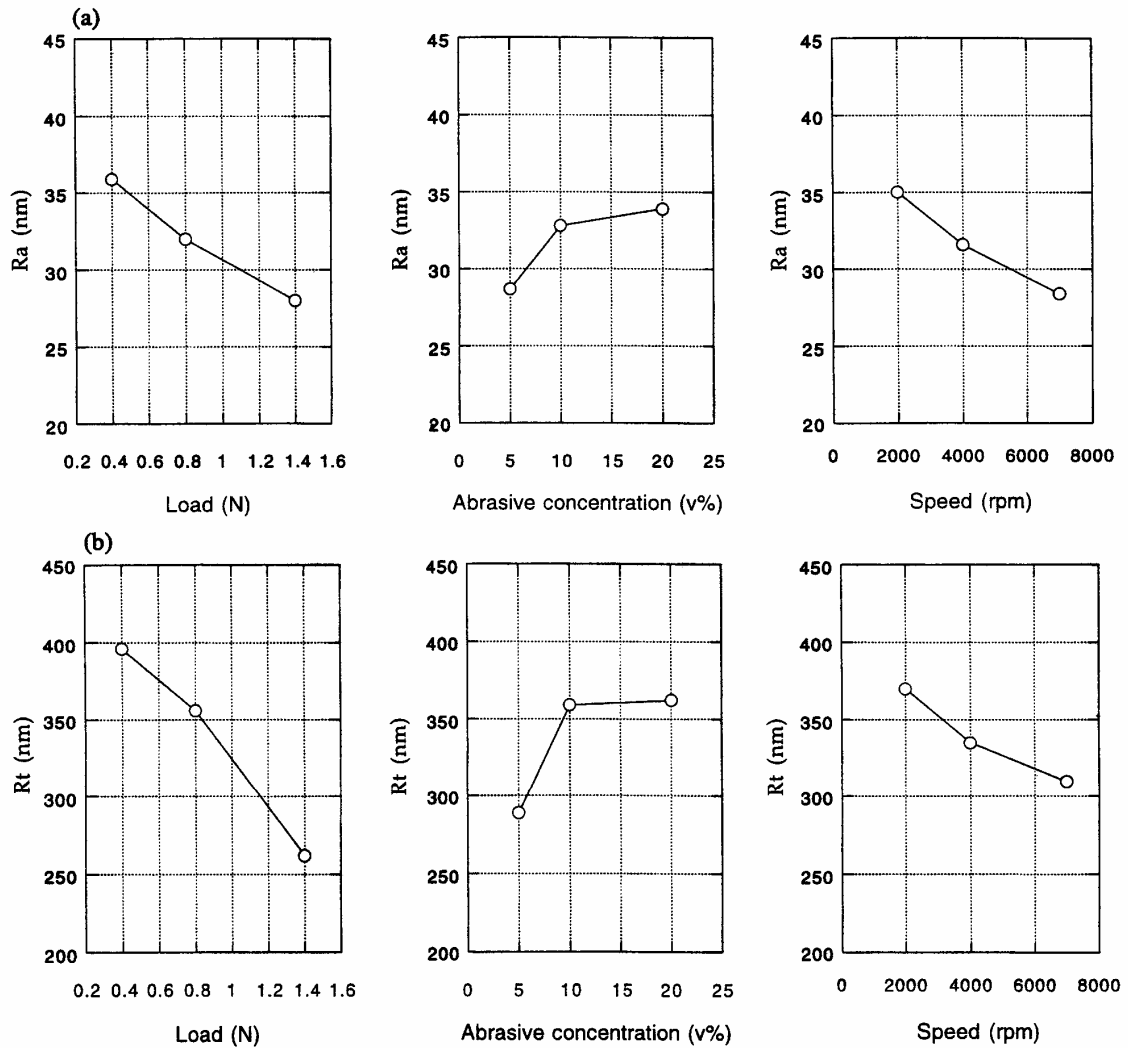 (a)
45
40
35
30
25
20
Ra (nm)
0.2 0.4 0.6 0.8 1 1.2 1.4 1.6
Load (N)
45
40
35
30
25
20
Ra (nm)
0 5 10 15 20 25
Abrasive concentration (v%)
45
40
35
30
25
20
Ra (nm)
0 2000 4000 6000 8000
Speed (rpm)
(b)
450
400
350
300
250
200
Rt (nm)
0.2 0.4 0.6 0.8 1 1.2 1.4 1.6
Load (N)
450
400
350
300
250
200
Rt (nm)
0 5 10 15 20 25
Abrasive concentration (v%)
450
400
350
300
250
200
Rt (nm)
0 2000 4000 6000 8000
Speed (rpm)